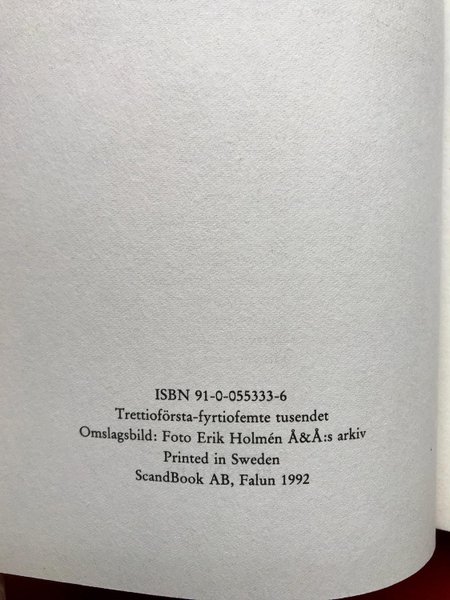 ISBN 91-0-055333-6
Trettioförsta-fyrtiofemte tusendet
Omslagsbild: Foto Erik Holmén Å&Å:s arkiv
Printed in Sweden
ScandBook AB, Falun 1992